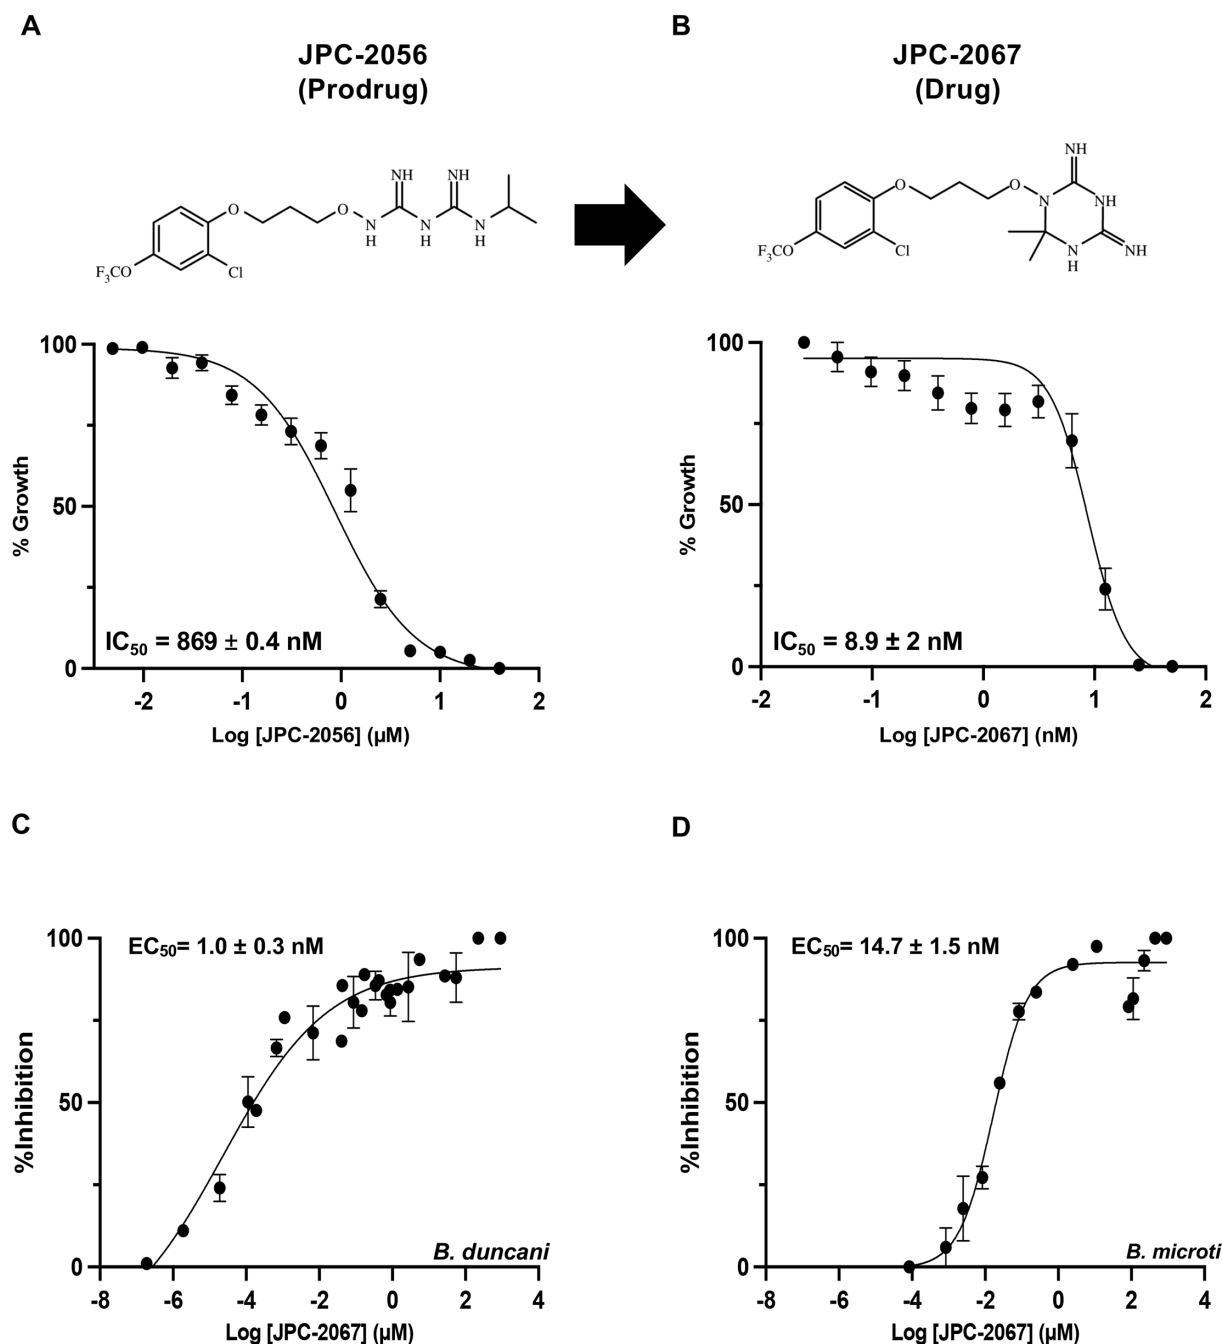 A
JPC-2056
(Prodrug)
B
JPC-2067
(Drug)
NH NH
O O N H N H N H
F₃CO Cl
NH
O O N NH
N H NH
F₃CO Cl
100
50
0
% Growth
IC₅₀ = 869 ± 0.4 nM
-2 -1 0 1 2
Log [JPC-2056] (µM)
100
50
0
% Growth
IC₅₀ = 8.9 ± 2 nM
-2 -1 0 1 2
Log [JPC-2067] (nM)
C
100
50
0
%Inhibition
EC₅₀= 1.0 ± 0.3 nM
B. duncani
-8 -6 -4 -2 0 2 4
Log [JPC-2067] (µM)
D
100
50
0
%Inhibition
EC₅₀= 14.7 ± 1.5 nM
B. microti
-8 -6 -4 -2 0 2 4
Log [JPC-2067] (µM)